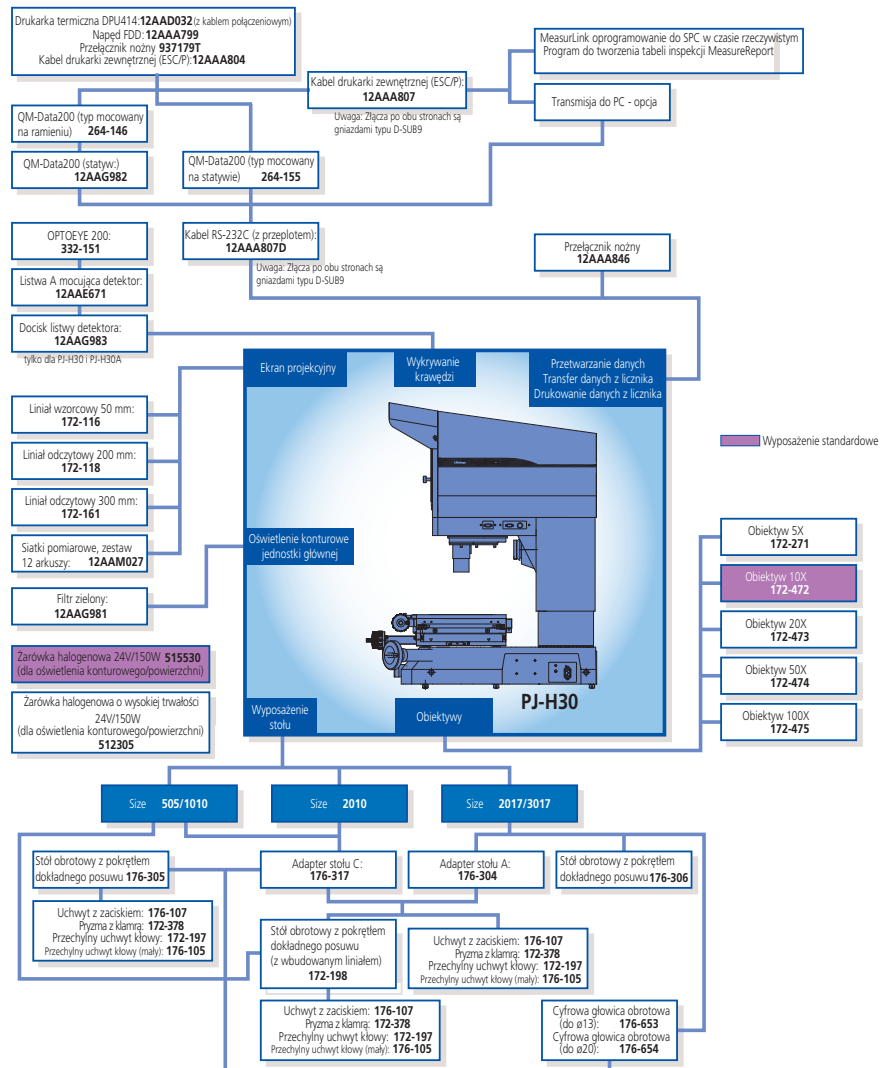 Drukarka termiczna DPU414:12AAD032(z kablem połączeniowym)
Napęd FDD:12AAA799
Przełącznik nożny 937179T
Kabel drukarki zewnętrznej (ESC/P):12AAA804
MeasurLink oprogramowanie do SPC w czasie rzeczywistym
Program do tworzenia tabeli inspekcji MeasureReport
Kabel drukarki zewnętrznej (ESC/P):
12AAA807
Uwaga: Złącza po obu stronach są
gniazdami typu D-SUB9
Transmisja do PC - opcja
QM-Data200 (typ mocowany
na ramieniu) 264-146
QM-Data200 (statyw:)
12AAG982
QM-Data200 (typ mocowany
na statywie) 264-155
OPTOEYE 200:
332-151
Kabel RS-232C (z przeplotem):
12AAA807D
Uwaga: Złącza po obu stronach są
gniazdami typu D-SUB9
Przełącznik nożny
12AAA846
Listwa A mocująca detektor:
12AAE671
Docisk listwy detektora:
12AAG983
tylko dla PJ-H30 i PJ-H30A
Ekran projekcyjny
Wykrywanie
krawędzi
Przetwarzanie danych
Transfer danych z licznika
Drukowanie danych z licznika
Liniał wzorcowy 50 mm:
172-116
Liniał odczytowy 200 mm:
172-118
Liniał odczytowy 300 mm:
172-161
Siatki pomiarowe, zestaw
12 arkuszy: 12AAM027
Filtr zielony:
12AAG981
Wyposażenie standardowe
Oświetlenie konturowe
jednostki głównej
Obiektyw 5X
172-271
Obiektyw 10X
172-472
Obiektyw 20X
172-473
Obiektyw 50X
172-474
Obiektyw 100X
172-475
Żarówka halogenowa 24V/150W 515530
(dla oświetlenia konturowego/powierzchni)
Żarówka halogenowa o wysokiej trwałości
24V/150W
(dla oświetlenia konturowego/powierzchni)
512305
PJ-H30
Wyposażenie
stołu
Obiektywy
Size 505/1010
Size 2010
Size 2017/3017
Stół obrotowy z pokrętłem
dokładnego posuwu 176-305
Adapter stołu C:
176-317
Adapter stołu A:
176-304
Stół obrotowy z pokrętłem
dokładnego posuwu 176-306
Uchwyt z zaciskiem: 176-107
Pryzma z klamrą: 172-378
Przechylny uchwyt kłowy: 172-197
Przechylny uchwyt kłowy (mały): 176-105
Stół obrotowy z pokrętłem
dokładnego posuwu
(z wbudowanym liniałem)
172-198
Uchwyt z zaciskiem: 176-107
Pryzma z klamrą: 172-378
Przechylny uchwyt kłowy: 172-197
Przechylny uchwyt kłowy (mały): 176-105
Uchwyt z zaciskiem: 176-107
Pryzma z klamrą: 172-378
Przechylny uchwyt kłowy: 172-197
Przechylny uchwyt kłowy (mały): 176-105
Cyfrowa głowica obrotowa
(do ø13): 176-653
Cyfrowa głowica obrotowa
(do ø20): 176-654